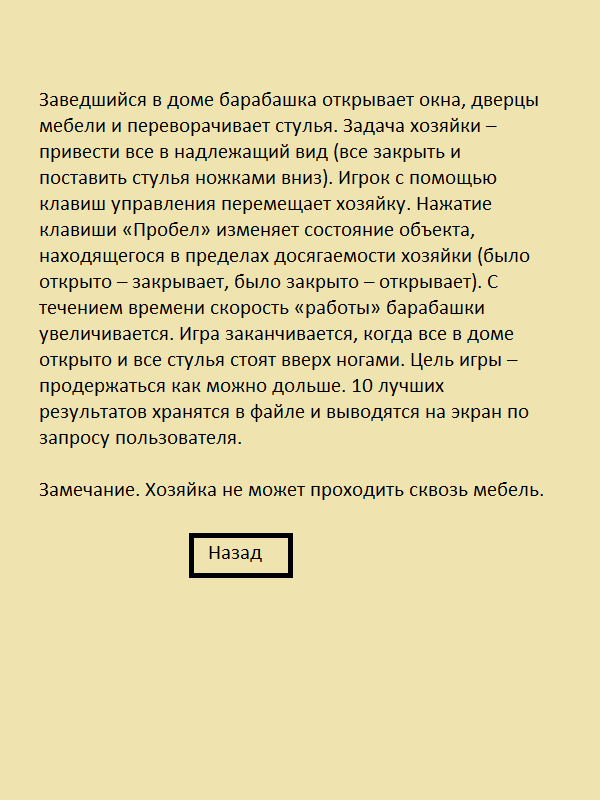 Заведшийся в доме барабашка открывает окна, дверцы
мебели и переворачивает стулья. Задача хозяйки –
привести все в надлежащий вид (все закрыть и
поставить стулья ножками вниз). Игрок с помощью
клавиш управления перемещает хозяйку. Нажатие
клавиши «Пробел» изменяет состояние объекта,
находящегося в пределах досягаемости хозяйки (было
открыто – закрывает, было закрыто – открывает). С
течением времени скорость «работы» барабашки
увеличивается. Игра заканчивается, когда все в доме
открыто и все стулья стоят вверх ногами. Цель игры –
продержаться как можно дольше. 10 лучших
результатов хранятся в файле и выводятся на экран по
запросу пользователя.
Замечание. Хозяйка не может проходить сквозь мебель.
Назад